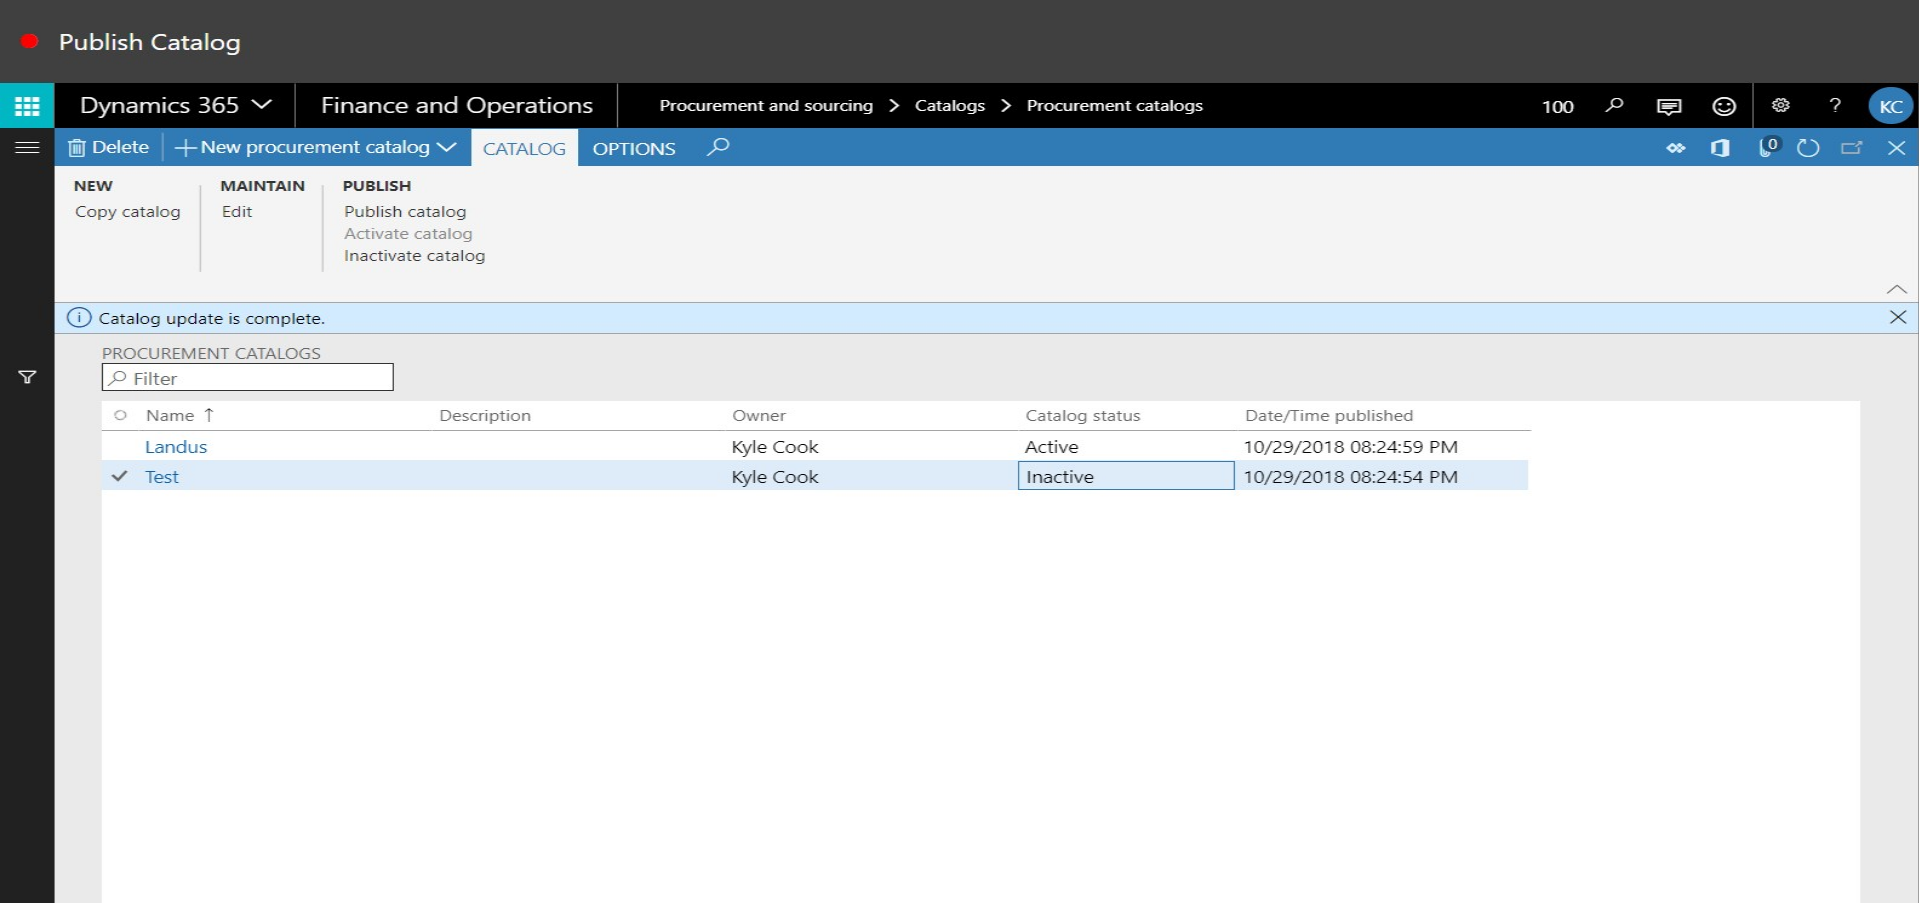 Publish Catalog
Dynamics 365 Finance and Operations Procurement and sourcing > Catalogs > Procurement catalogs 100 ? KC
Delete + New procurement catalog CATALOG OPTIONS 0
NEW MAINTAIN PUBLISH
Copy catalog Edit Publish catalog
Activate catalog
Inactivate catalog
Catalog update is complete.
PROCUREMENT CATALOGS
Filter
Name ↑ Description Owner Catalog status Date/Time published
Landus Kyle Cook Active 10/29/2018 08:24:59 PM
Test Kyle Cook Inactive 10/29/2018 08:24:54 PM